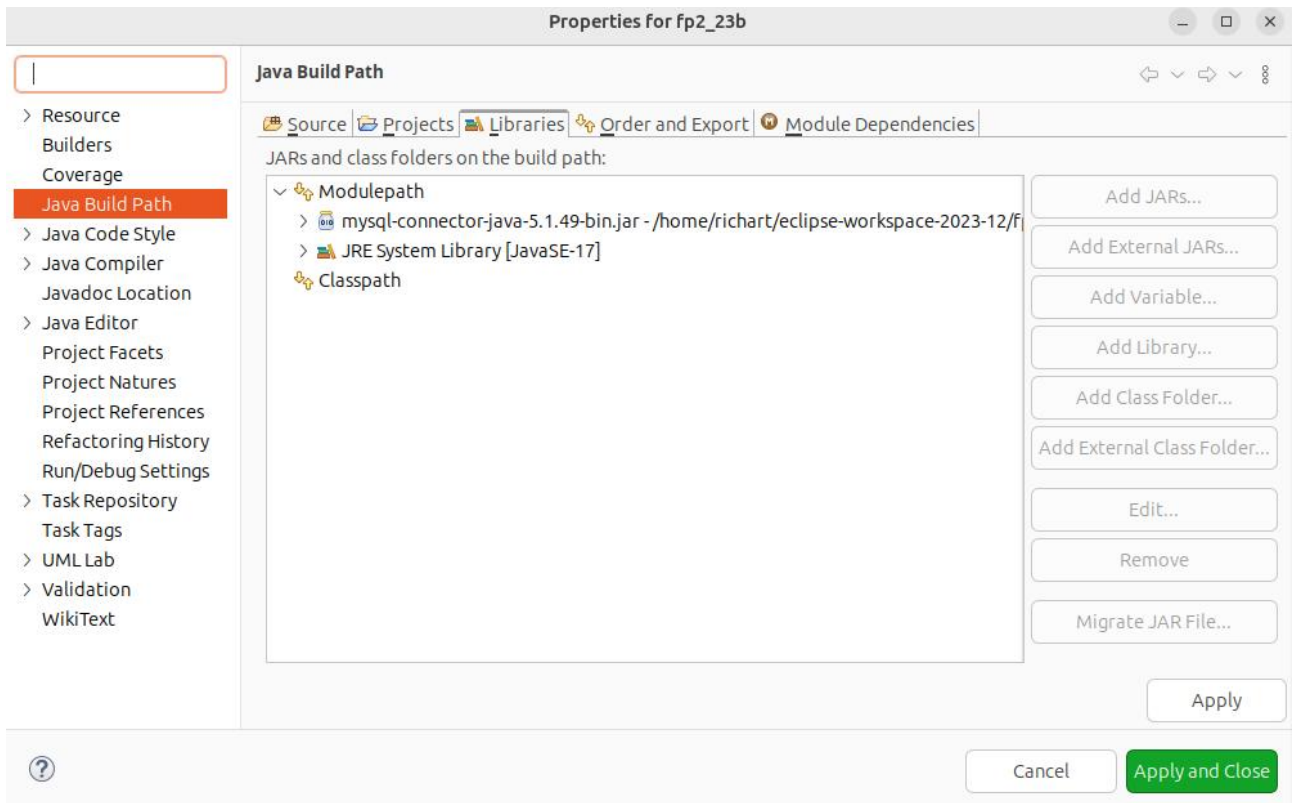 Properties for fp2_23b
Java Build Path
Resource
Builders
Coverage
Java Build Path
Java Code Style
Java Compiler
Javadoc Location
Java Editor
Project Facets
Project Natures
Project References
Refactoring History
Run/Debug Settings
Task Repository
Task Tags
UML Lab
Validation
WikiText
Source Projects Libraries Order and Export Module Dependencies
JARs and class folders on the build path:
Modulepath
mysql-connector-java-5.1.49-bin.jar - /home/richart/eclipse-workspace-2023-12/f
JRE System Library [JavaSE-17]
Classpath
Add JARs...
Add External JARs...
Add Variable...
Add Library...
Add Class Folder...
Add External Class Folder...
Edit...
Remove
Migrate JAR File...
Apply
Cancel
Apply and Close